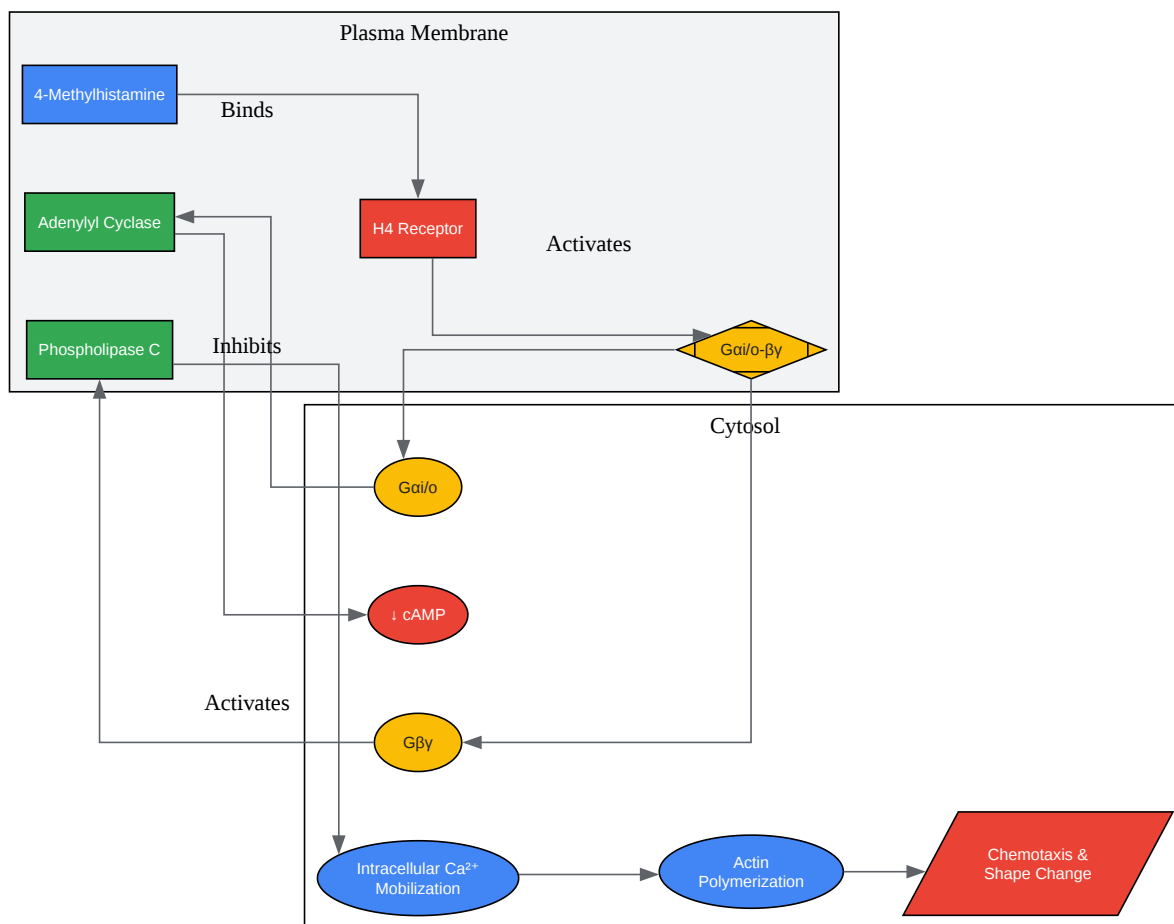 Plasma Membrane
4-Methylhistamine
Binds
Adenylyl Cyclase
H4 Receptor
Activates
Phospholipase C
Inhibits
Gαi/o-βγ
Cytosol
Gαi/o
↓ cAMP
Activates
Gβγ
Intracellular Ca²⁺
Mobilization
Actin
Polymerization
Chemotaxis &
Shape Change